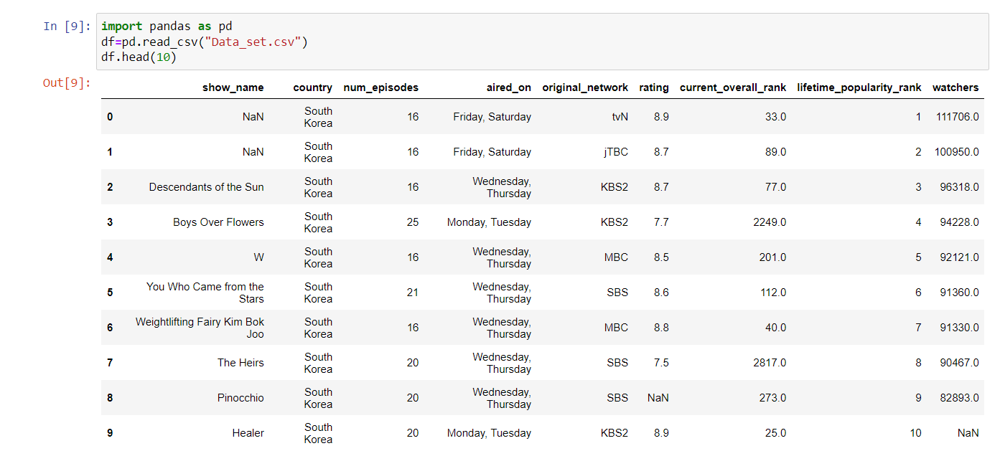 In [9]: import pandas as pd
df=pd.read_csv("Data_set.csv")
df.head(10)
Out[9]:
show_name country num_episodes aired_on original_network rating current_overall_rank lifetime_popularity_rank watchers
0 NaN South Korea 16 Friday, Saturday tvN 8.9 33.0 1 111706.0
1 NaN South Korea 16 Friday, Saturday jTBC 8.7 89.0 2 100950.0
2 Descendants of the Sun South Korea 16 Wednesday, Thursday KBS2 8.7 77.0 3 96318.0
3 Boys Over Flowers South Korea 25 Monday, Tuesday KBS2 7.7 2249.0 4 94228.0
4 W South Korea 16 Wednesday, Thursday MBC 8.5 201.0 5 92121.0
5 You Who Came from the Stars South Korea 21 Wednesday, Thursday SBS 8.6 112.0 6 91360.0
6 Weightlifting Fairy Kim Bok Joo South Korea 16 Wednesday, Thursday MBC 8.8 40.0 7 91330.0
7 The Heirs South Korea 20 Wednesday, Thursday SBS 7.5 2817.0 8 90467.0
8 Pinocchio South Korea 20 Wednesday, Thursday SBS NaN 273.0 9 82893.0
9 Healer South Korea 20 Monday, Tuesday KBS2 8.9 25.0 10 NaN